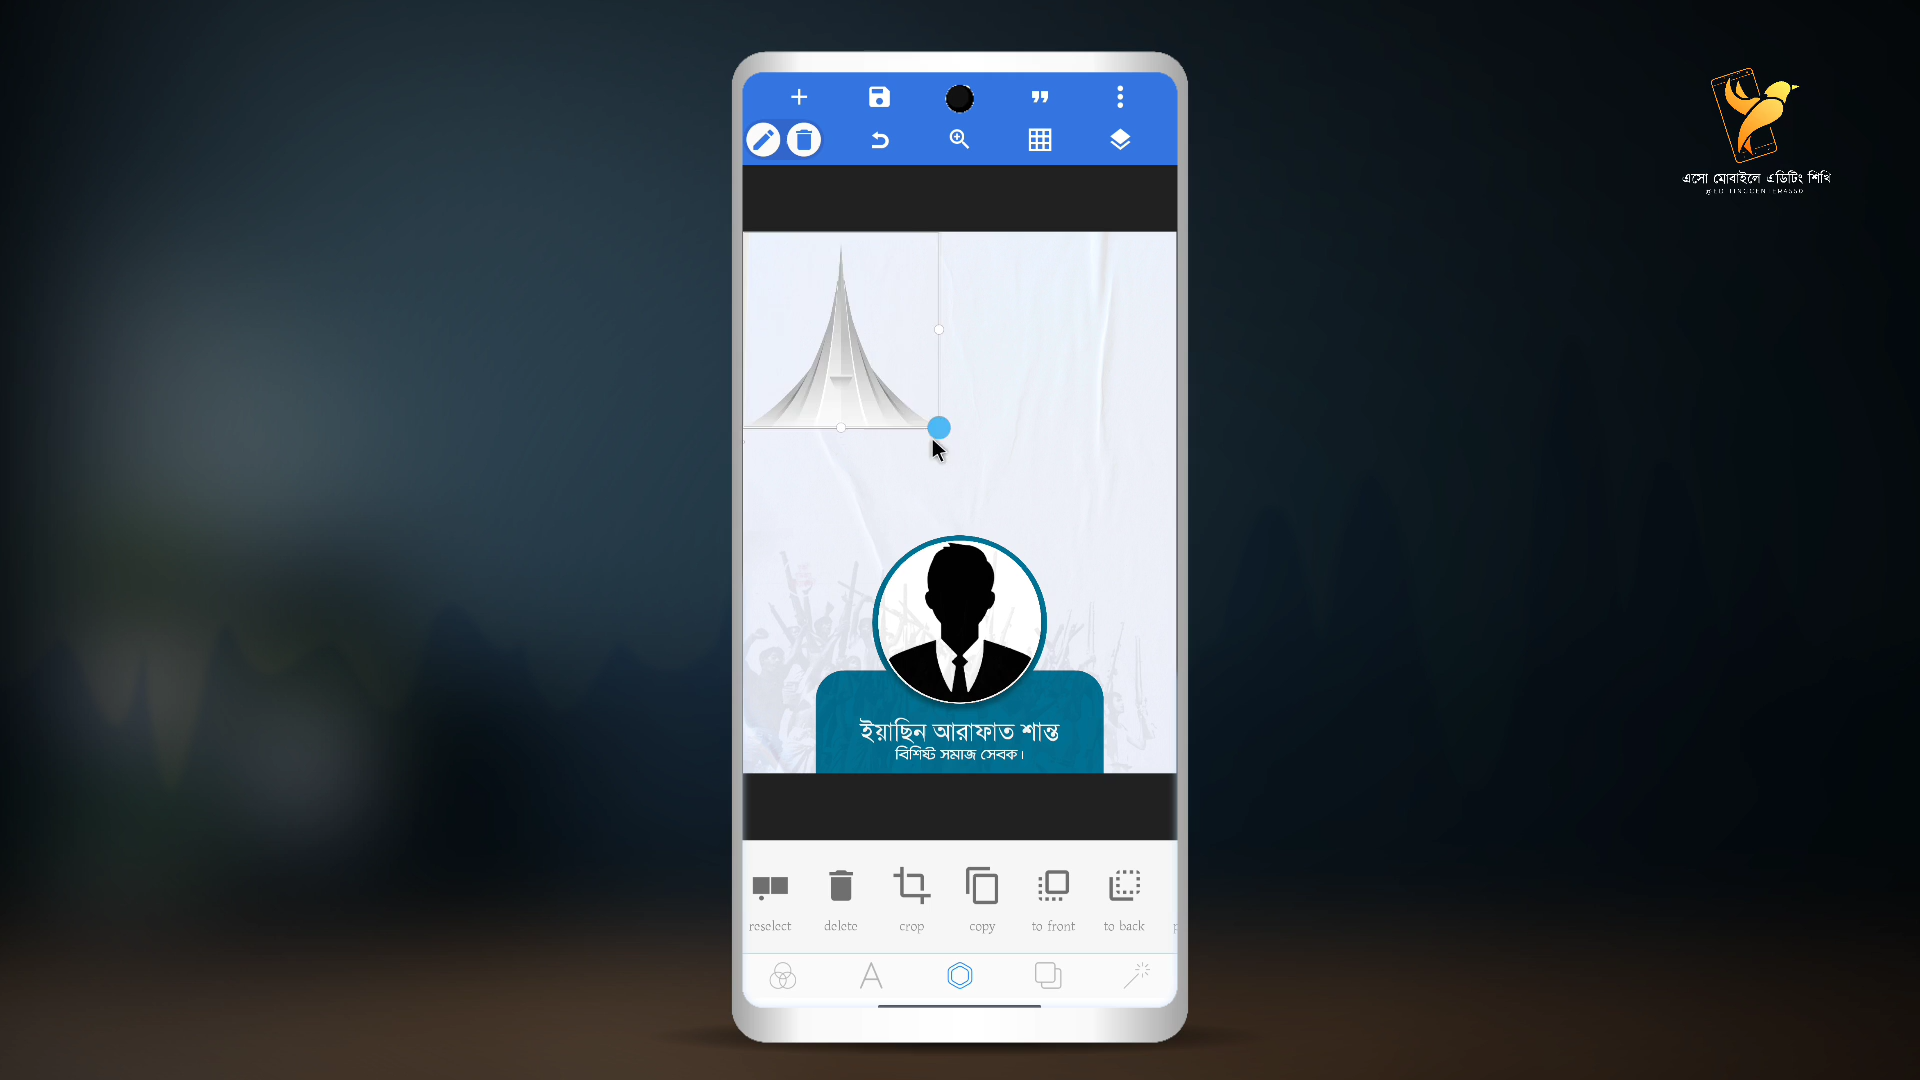 এসো মোবাইলে এডিটিং শিখি
ইয়াছিন আরাফাত শান্ত
বিশিষ্ট সমাজ সেবক।
reselect
delete
crop
copy
to front
to back